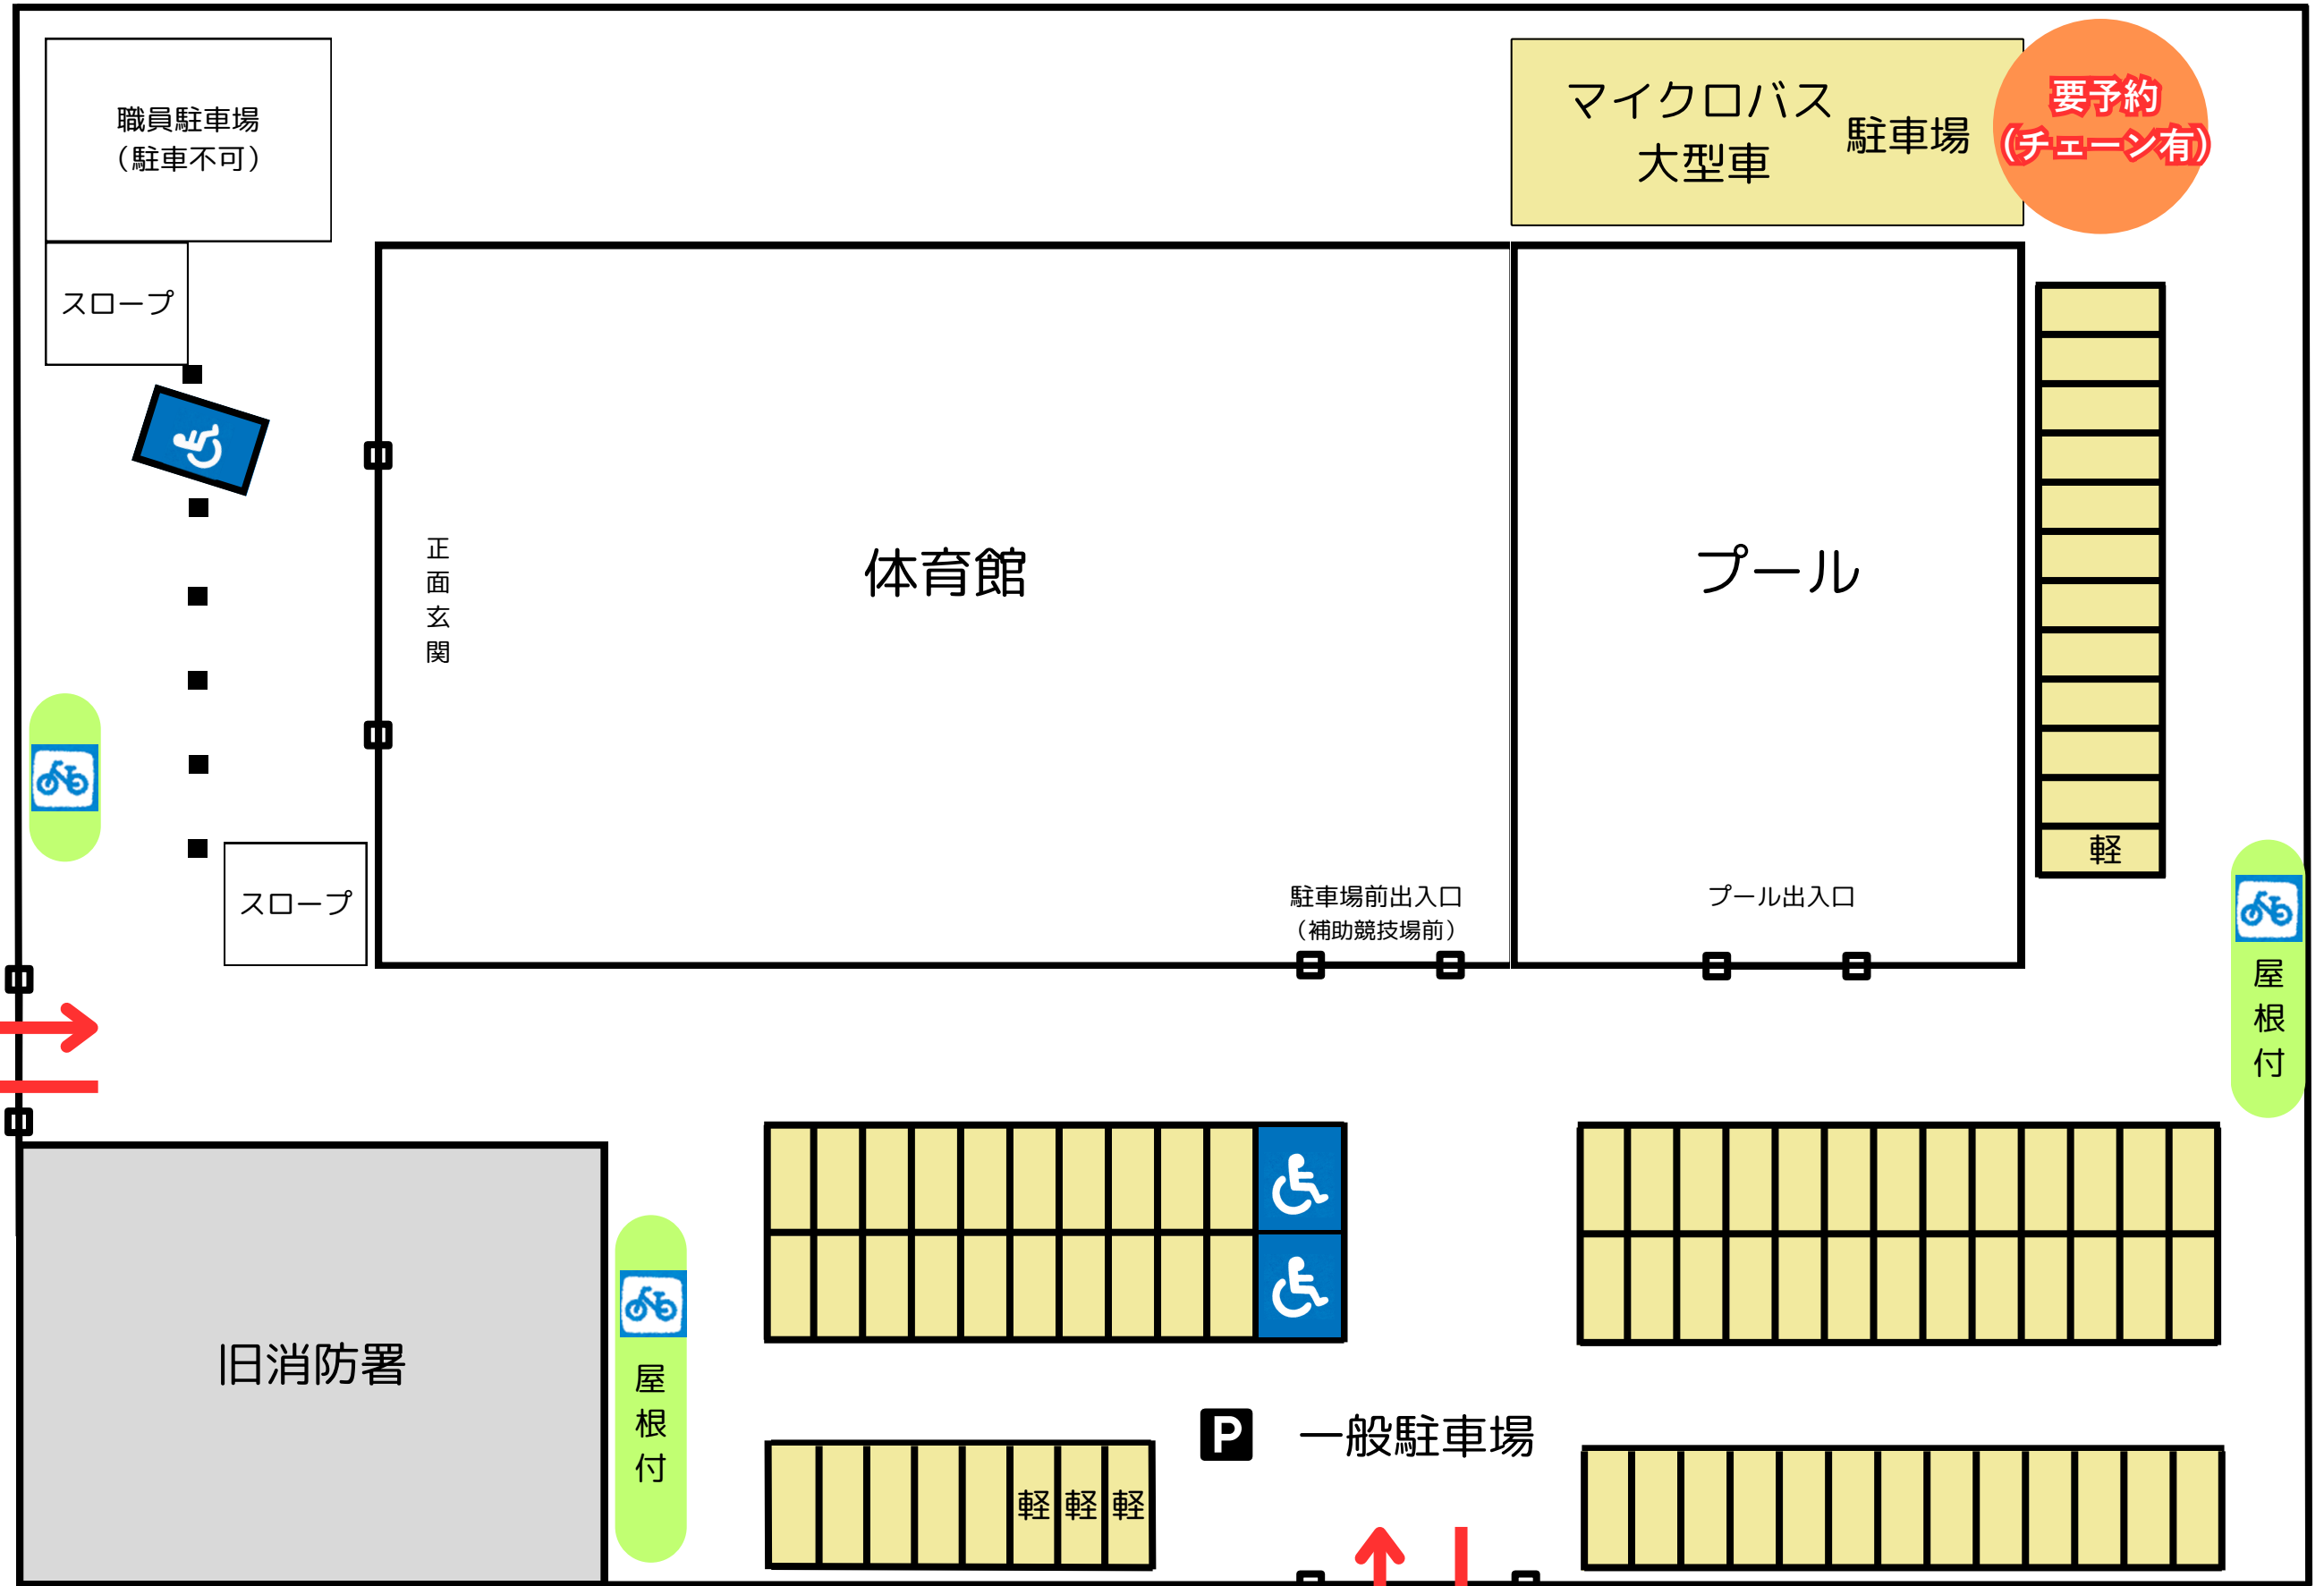 職員駐車場
（駐車不可）
マイクロバス
大型車
駐車場
要予約
（チェーン有）
スロープ
正面玄関
体育館
プール
軽
スロープ
駐車場前出入口
（補助競技場前）
プール出入口
屋根付
旧消防署
屋根付
P 一般駐車場
軽 軽 軽